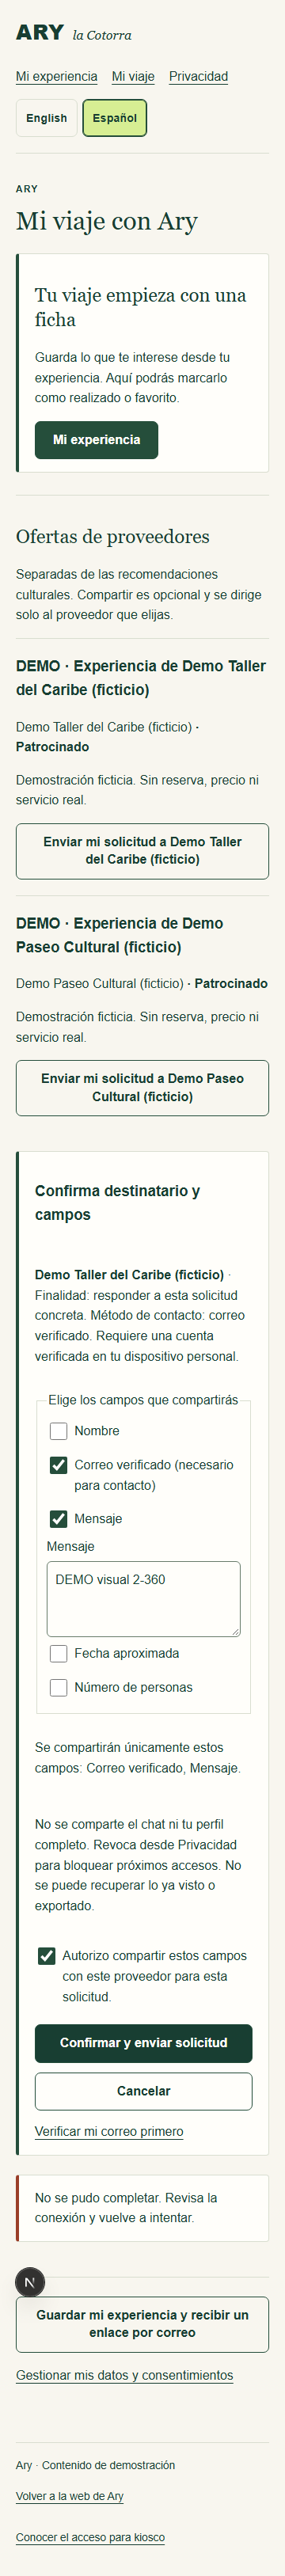 ARY la Cotorra
Mi experiencia Mi viaje Privacidad
English Español
ARY
Mi viaje con Ary
Tu viaje empieza con una
ficha
Guarda lo que te interese desde tu
experiencia. Aquí podrás marcarlo
como realizado o favorito.
Mi experiencia
Ofertas de proveedores
Separadas de las recomendaciones
culturales. Compartir es opcional y se dirige
solo al proveedor que elijas.
DEMO · Experiencia de Demo Taller
del Caribe (ficticio)
Demo Taller del Caribe (ficticio) ·
Patrocinado
Demostración ficticia. Sin reserva, precio ni
servicio real.
Enviar mi solicitud a Demo Taller
del Caribe (ficticio)
DEMO · Experiencia de Demo
Paseo Cultural (ficticio)
Demo Paseo Cultural (ficticio) · Patrocinado
Demostración ficticia. Sin reserva, precio ni
servicio real.
Enviar mi solicitud a Demo Paseo
Cultural (ficticio)
Confirma destinatario y
campos
Demo Taller del Caribe (ficticio) ·
Finalidad: responder a esta solicitud
concreta. Método de contacto: correo
verificado. Requiere una cuenta
verificada en tu dispositivo personal.
Elige los campos que compartirás
Nombre
Correo verificado (necesario
para contacto)
Mensaje
Mensaje
DEMO visual 2-360
Fecha aproximada
Número de personas
Se compartirán únicamente estos
campos: Correo verificado, Mensaje.
No se comparte el chat ni tu perfil
completo. Revoca desde Privacidad
para bloquear próximos accesos. No
se puede recuperar lo ya visto o
exportado.
Autorizo compartir estos campos
con este proveedor para esta
solicitud.
Confirmar y enviar solicitud
Cancelar
Verificar mi correo primero
No se pudo completar. Revisa la
conexión y vuelve a intentar.
N
Guardar mi experiencia y recibir un
enlace por correo
Gestionar mis datos y consentimientos
Ary · Contenido de demostración
Volver a la web de Ary
Conocer el acceso para kiosco